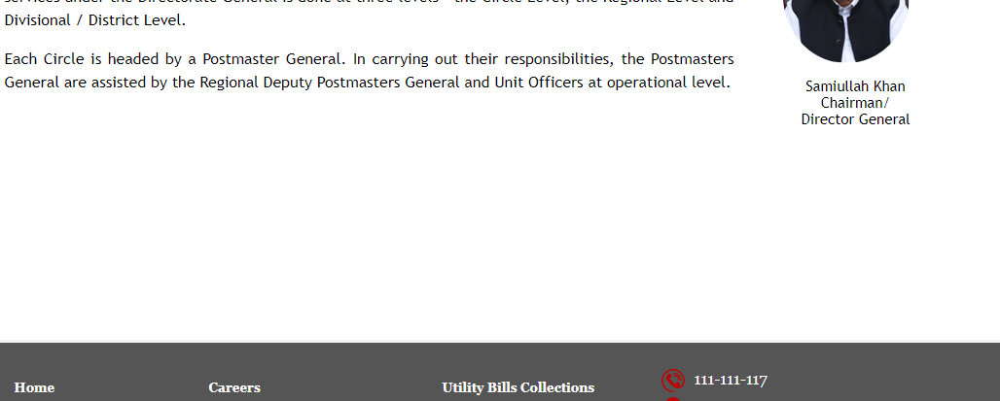 services under the Directorate General is done at three levels - the Circle Level, the Regional Level and
Divisional / District Level.
Each Circle is headed by a Postmaster General. In carrying out their responsibilities, the Postmasters
General are assisted by the Regional Deputy Postmasters General and Unit Officers at operational level.
Samiullah Khan
Chairman/
Director General
Home
Careers
Utility Bills Collections
111-111-117